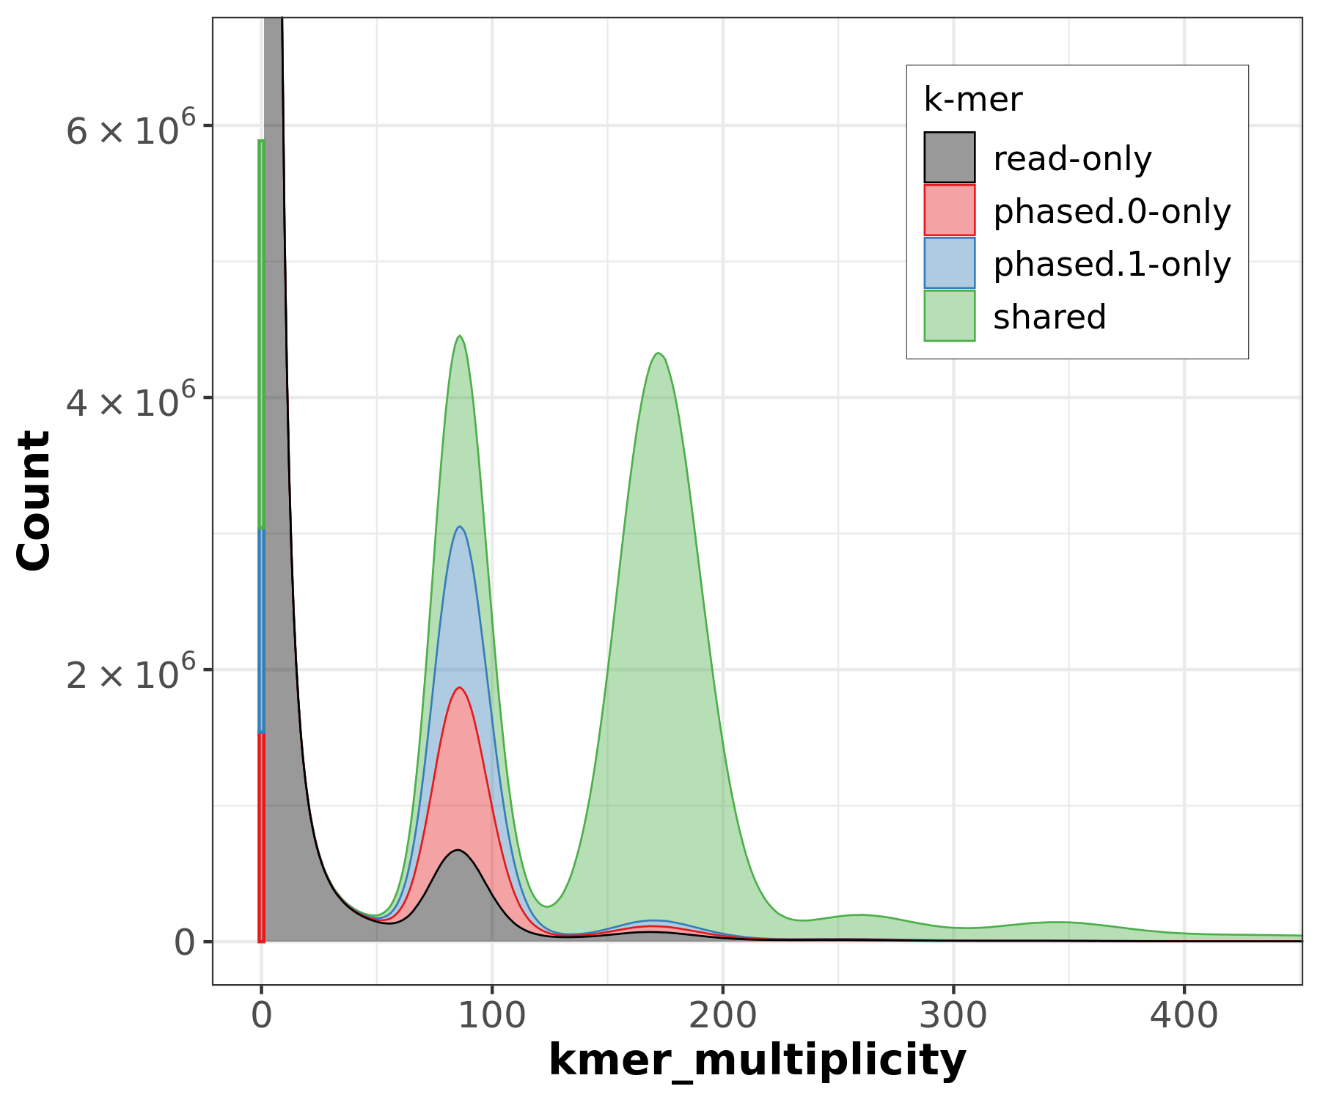 k-mer
read-only
phased.0-only
phased.1-only
shared
6 × 10⁶
4 × 10⁶
2 × 10⁶
0
Count
0 100 200 300 400
kmer_multiplicity